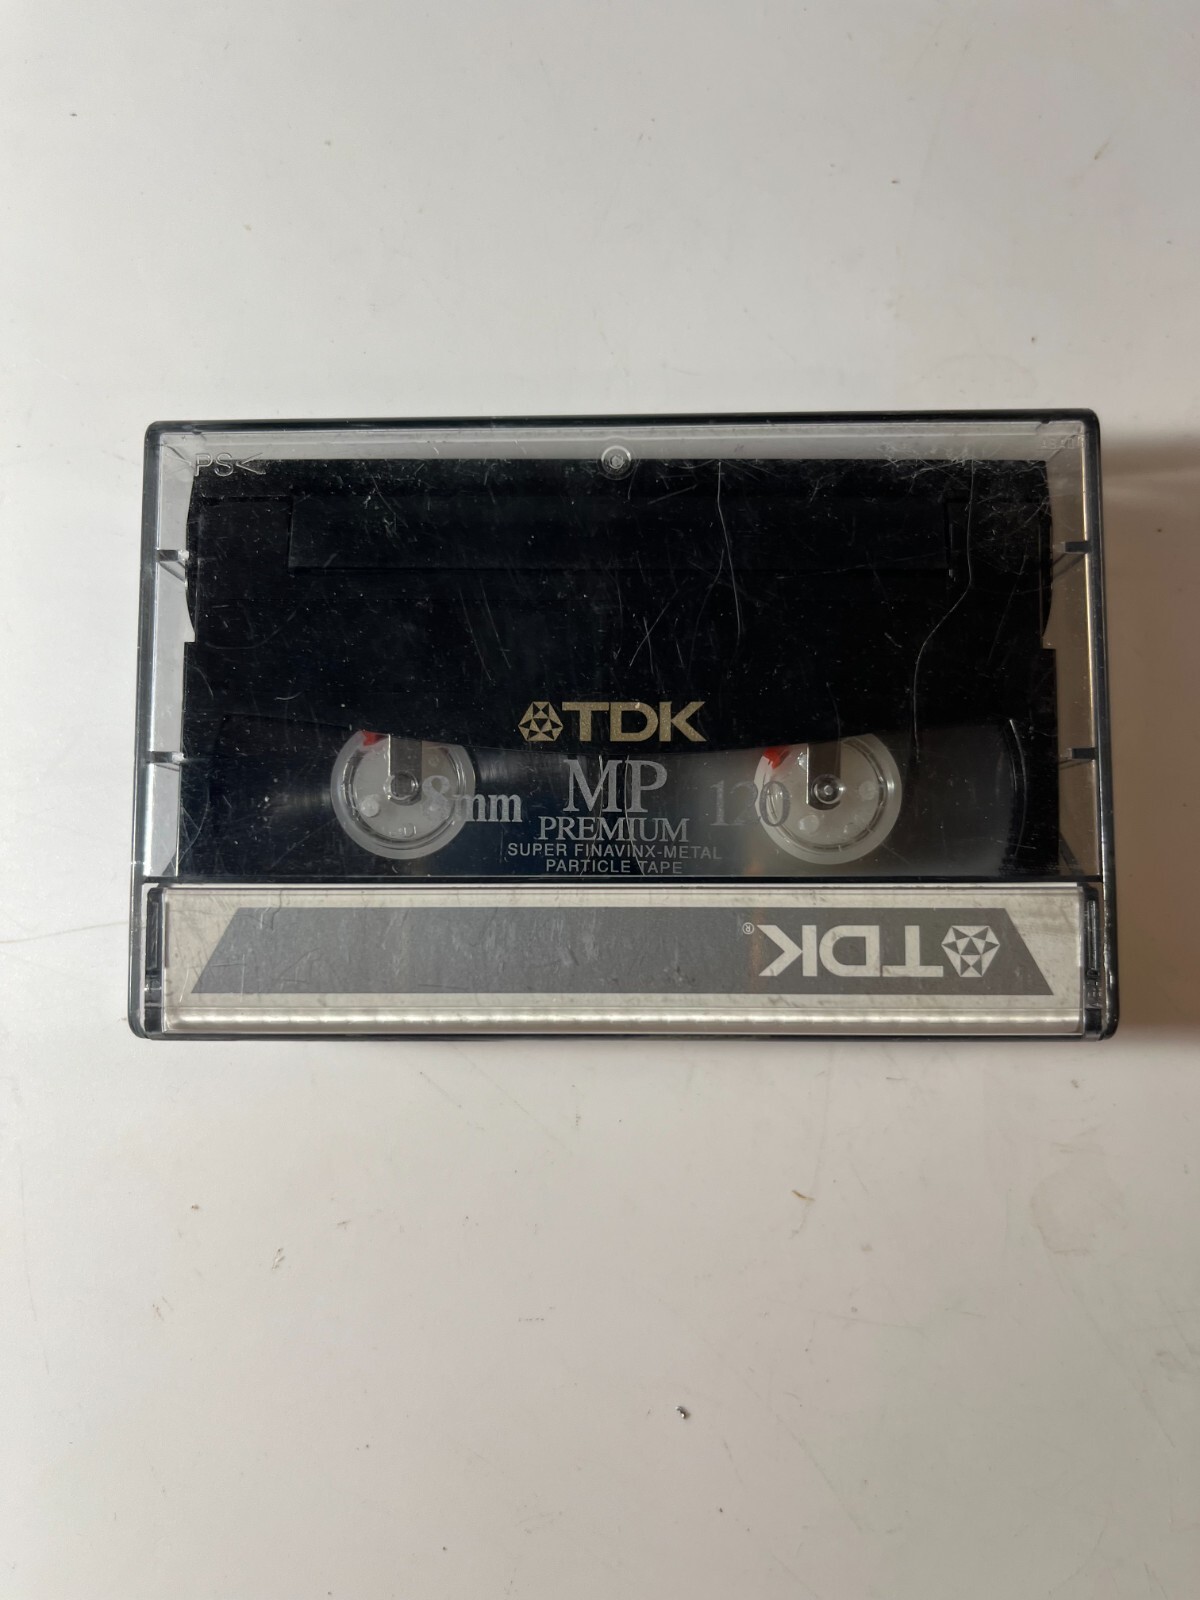 PS<
TDK
8mm MP 120
PREMIUM
SUPER FINAVINX-METAL
PARTICLE TAPE
TDK®